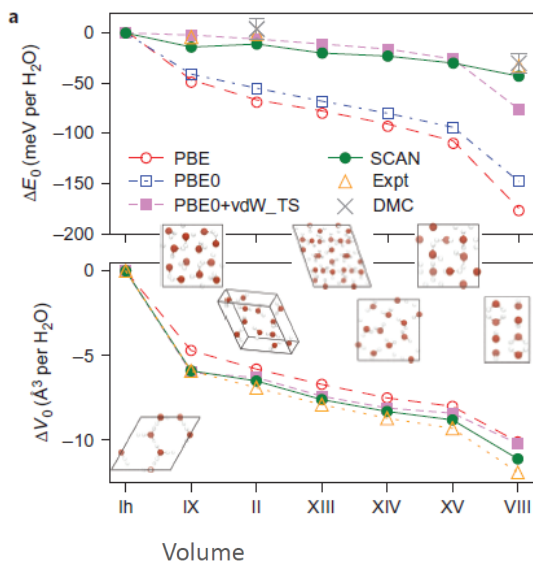 a
0
−50
−100
−150
−200
ΔE₀ (meV per H₂O)
PBE
PBE0
PBE0+vdW_TS
SCAN
Expt
DMC
0
−5
−10
ΔV₀ (Å³ per H₂O)
Ih IX II XIII XIV XV VIII
Volume